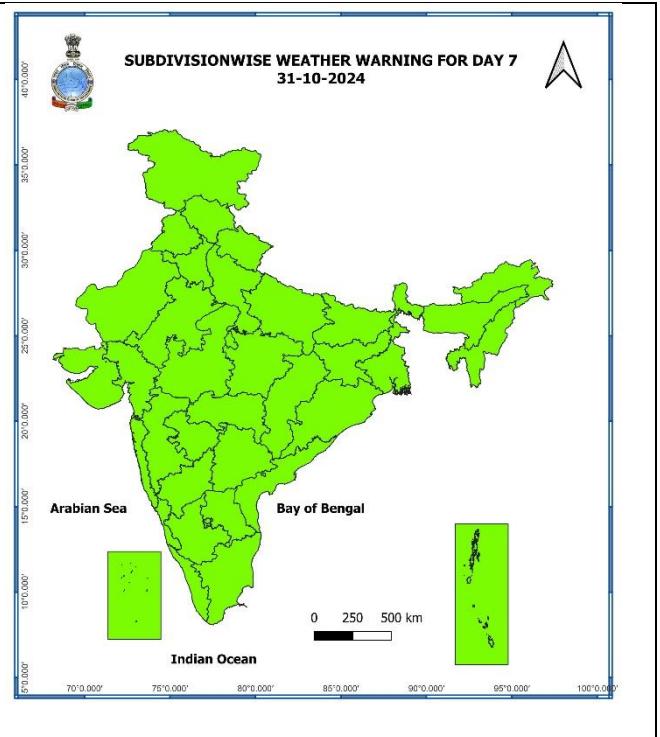 SUBDIVISIONWISE WEATHER WARNING FOR DAY 7
31-10-2024
40°0.000'
35°0.000'
30°0.000'
25°0.000'
20°0.000'
15°0.000'
10°0.000'
5°0.000'
Arabian Sea
Bay of Bengal
0 250 500 km
Indian Ocean
70°0.000' 75°0.000' 80°0.000' 85°0.000' 90°0.000' 95°0.000' 100°0.000'